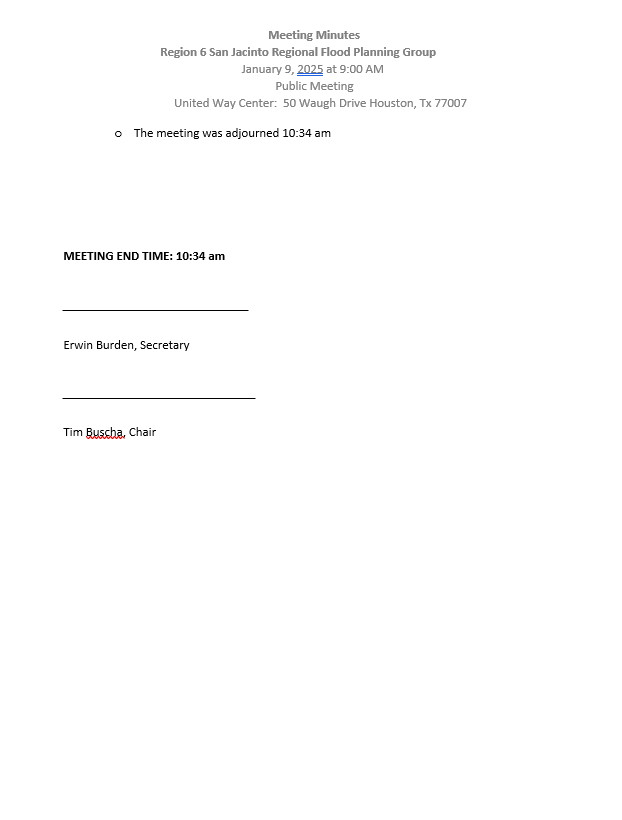 Meeting Minutes
Region 6 San Jacinto Regional Flood Planning Group
January 9, 2025 at 9:00 AM
Public Meeting
United Way Center: 50 Waugh Drive Houston, Tx 77007
o The meeting was adjourned 10:34 am
MEETING END TIME: 10:34 am
Erwin Burden, Secretary
Tim Buscha, Chair